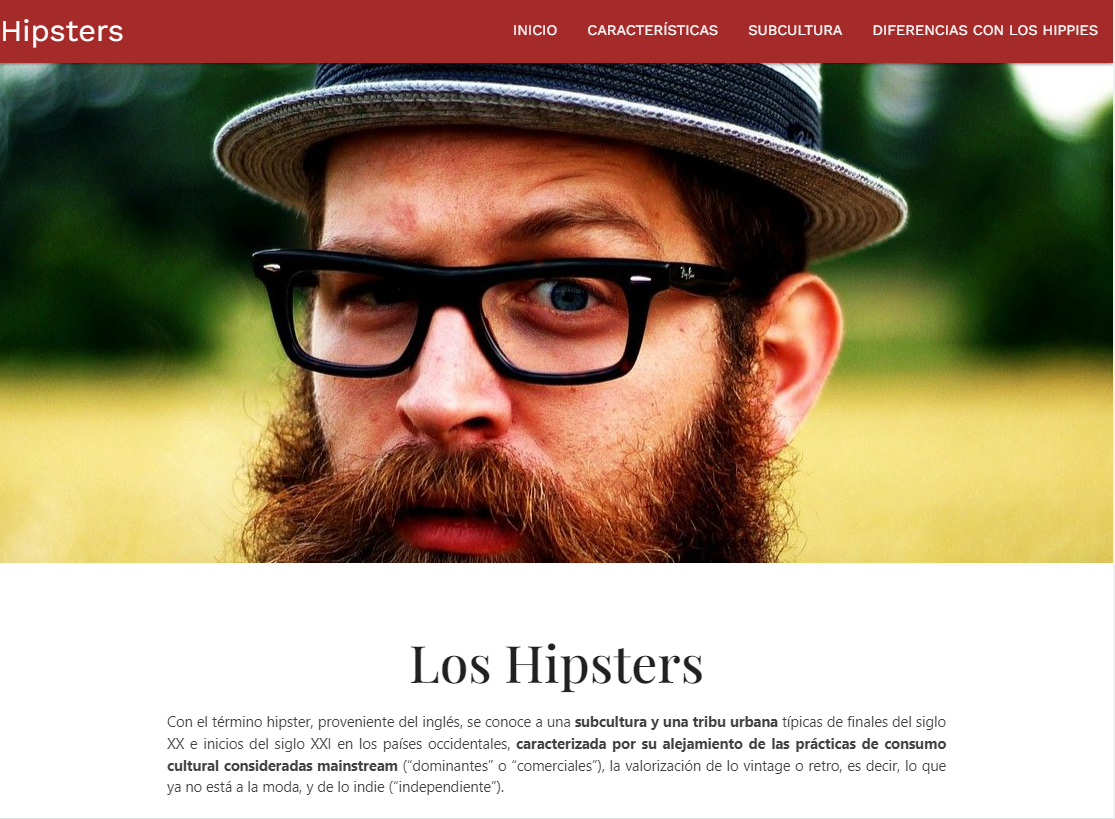 Hipsters
INICIO CARACTERÍSTICAS SUBCULTURA DIFERENCIAS CON LOS HIPPIES
Ray-Ban
Los Hipsters
Con el término hipster, proveniente del inglés, se conoce a una subcultura y una tribu urbana típicas de finales del siglo
XX e inicios del siglo XXI en los países occidentales, caracterizada por su alejamiento de las prácticas de consumo
cultural consideradas mainstream (“dominantes” o “comerciales”), la valorización de lo vintage o retro, es decir, lo que
ya no está a la moda, y de lo indie (“independiente”).